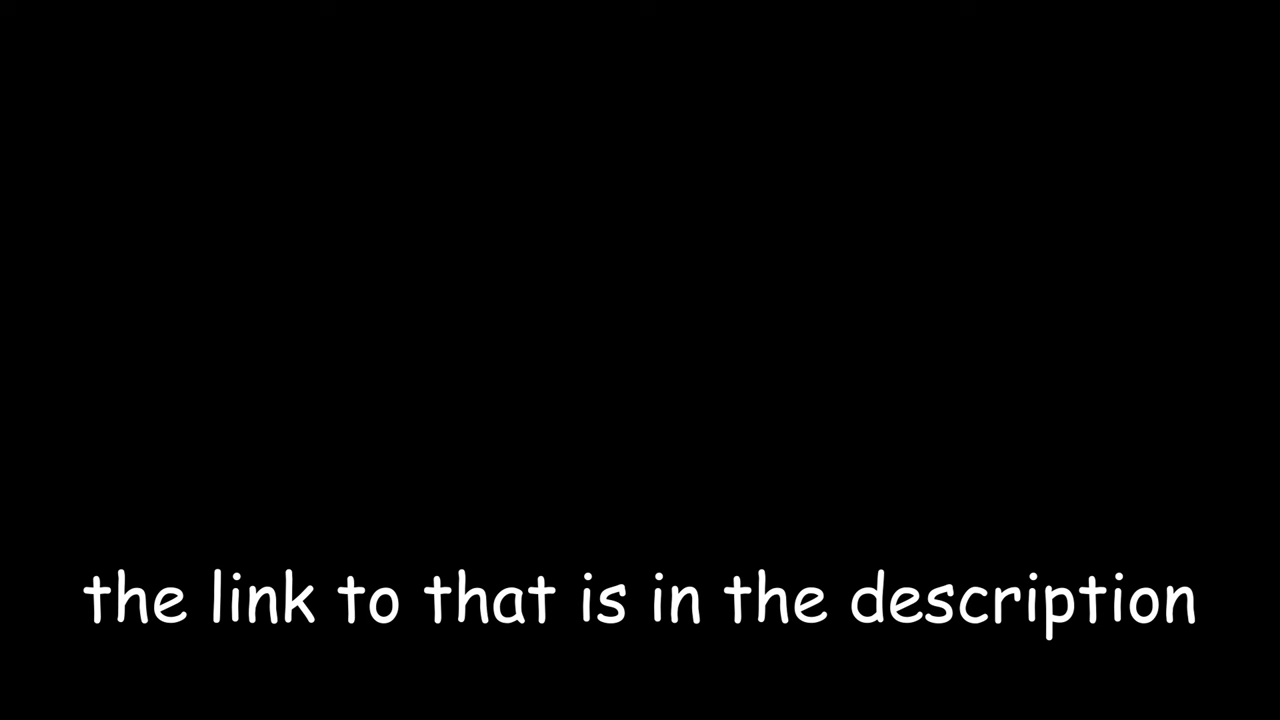 the link to that is in the description